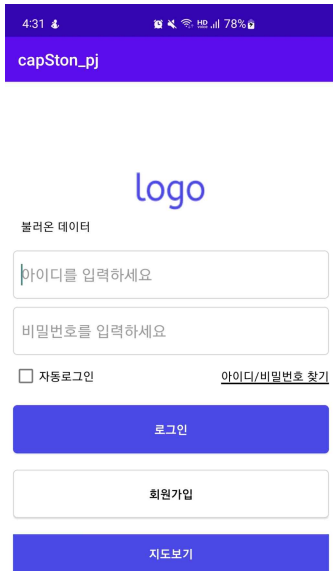 4:31 HD 78%
capSton_pj
logo
불러온 데이터
아이디를 입력하세요
비밀번호를 입력하세요
자동로그인 아이디/비밀번호 찾기
로그인
회원가입
지도보기